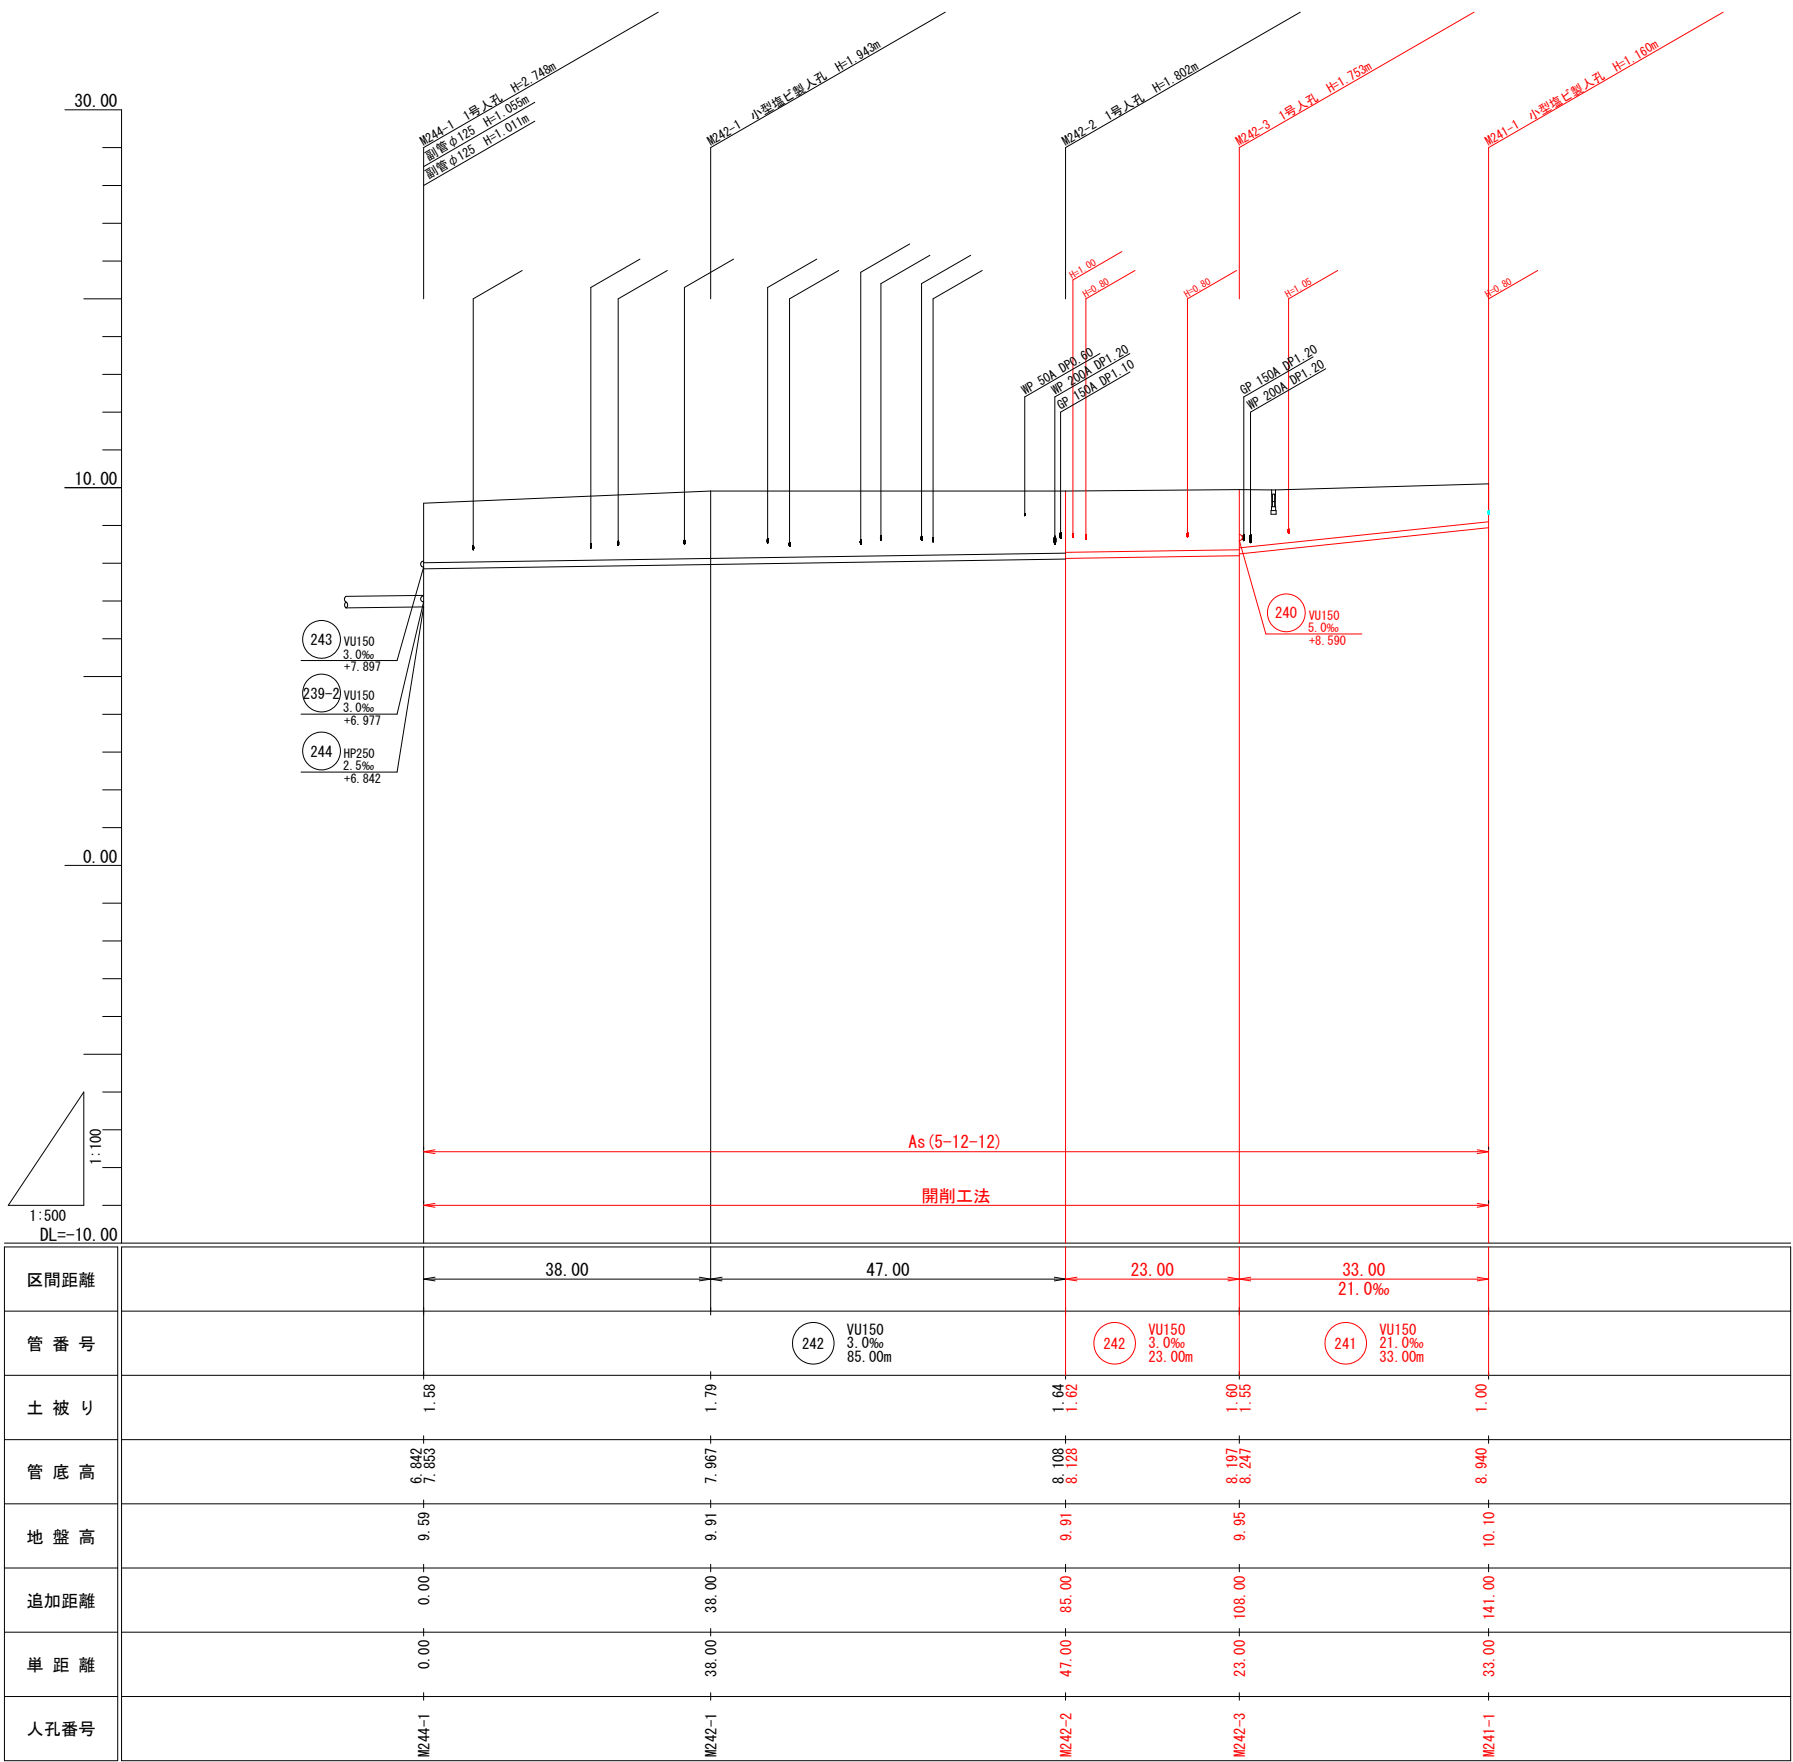 M244-1 1号人孔 H=2.748m
副管φ125 H=1.055m
副管φ125 H=1.011m
M242-1 小型塩ビ製人孔 H=1.943m
M242-2 1号人孔 H=1.802m
M242-3 1号人孔 H=1.753m
M241-1 小型塩ビ製人孔 H=1.160m
30.00
H=1.00
H=0.80
H=0.80
H=1.05
H=0.80
WP 50A DP0.60
WP 200A DP1.20
GP 150A DP1.10
GP 150A DP1.20
WP 200A DP1.20
10.00
243 VU150
3.0‰
+7.897
239-2 VU150
3.0‰
+6.977
244 HP250
2.5‰
+6.842
240 VU150
5.0‰
+8.590
0.00
As(5-12-12)
開削工法
1:100
1:500
DL=-10.00
区間距離 38.00 47.00 23.00 33.00
21.0‰
管番号 242 VU150
3.0‰
85.00m
242 VU150
3.0‰
23.00m
241 VU150
21.0‰
33.00m
土被り 1.58 1.79 1.64 1.62 1.60 1.55 1.00
管底高 6.842 7.853 7.967 8.108 8.128 8.197 8.247 8.940
地盤高 9.59 9.91 9.91 9.95 10.10
追加距離 0.00 38.00 85.00 108.00 141.00
単距離 0.00 38.00 47.00 23.00 33.00
人孔番号 M244-1 M242-1 M242-2 M242-3 M241-1